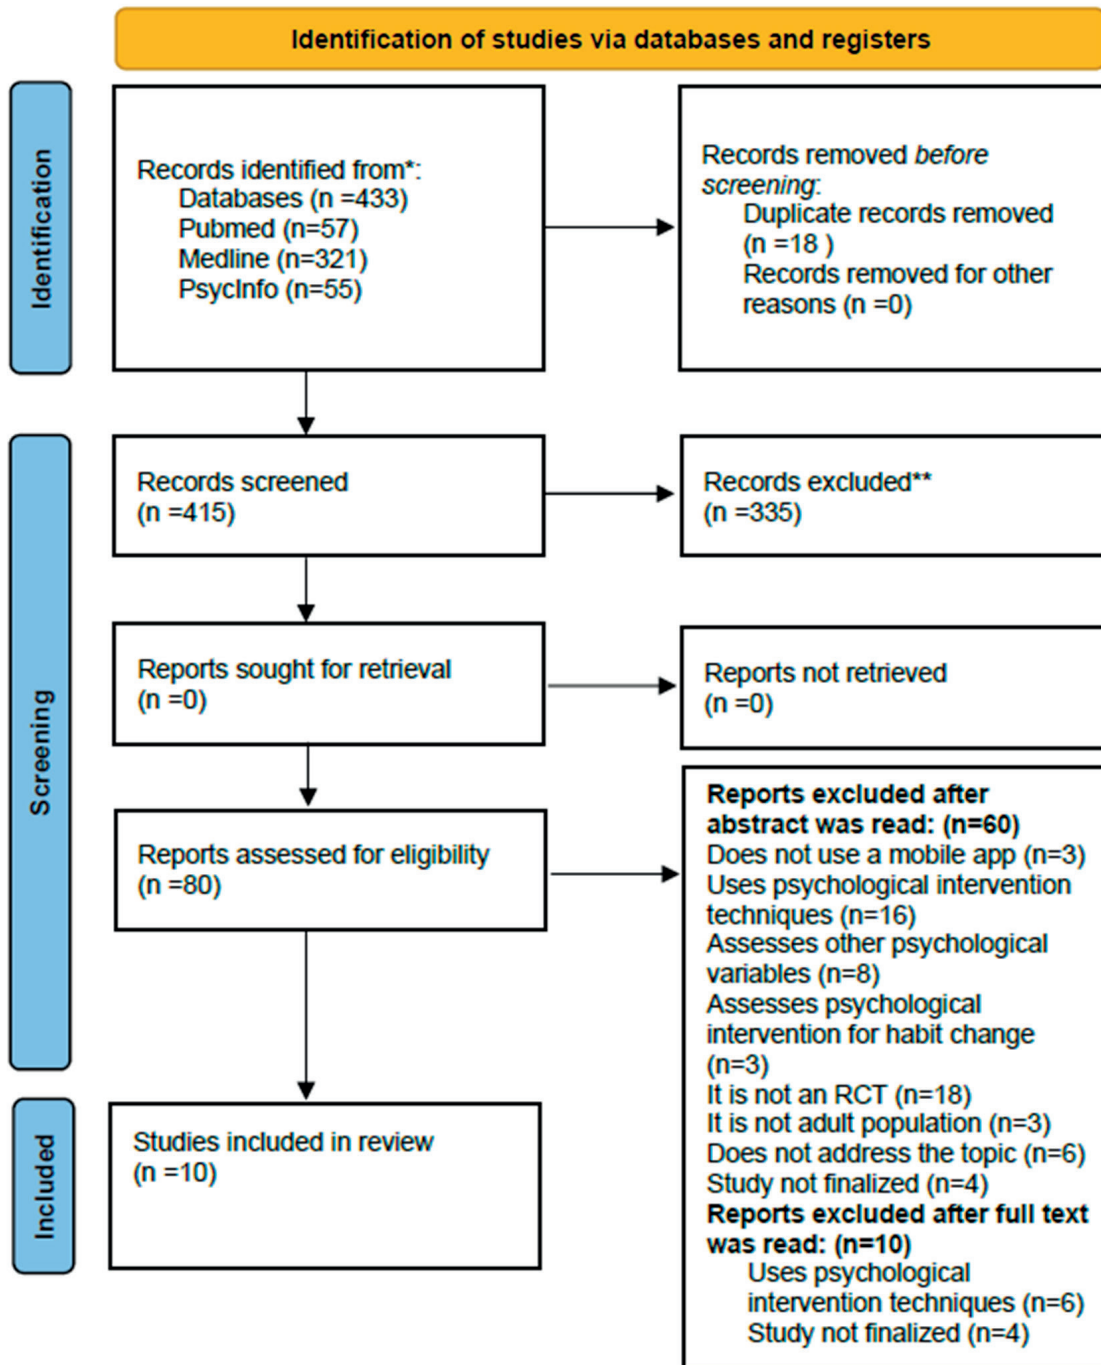 Identification of studies via databases and registers
Identification
Records identified from*:
Databases (n =433)
Pubmed (n=57)
Medline (n=321)
PsycInfo (n=55)
Records removed before
screening:
Duplicate records removed
(n =18 )
Records removed for other
reasons (n =0)
Screening
Records screened
(n =415)
Records excluded**
(n =335)
Reports sought for retrieval
(n =0)
Reports not retrieved
(n =0)
Reports assessed for eligibility
(n =80)
Reports excluded after
abstract was read: (n=60)
Does not use a mobile app (n=3)
Uses psychological intervention
techniques (n=16)
Assesses other psychological
variables (n=8)
Assesses psychological
intervention for habit change
(n=3)
It is not an RCT (n=18)
It is not adult population (n=3)
Does not address the topic (n=6)
Study not finalized (n=4)
Reports excluded after full text
was read: (n=10)
Uses psychological
intervention techniques (n=6)
Study not finalized (n=4)
Included
Studies included in review
(n =10)